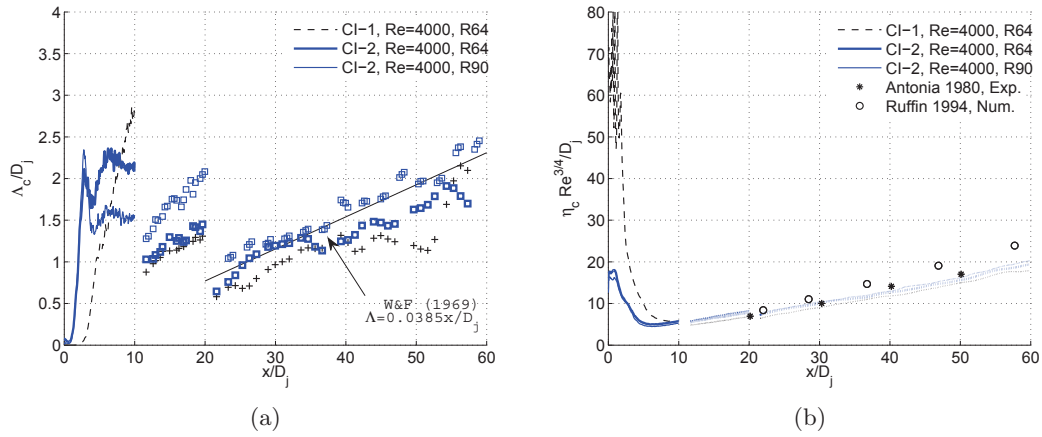 CI−1, Re=4000, R64
CI−2, Re=4000, R64
CI−2, Re=4000, R90
4
3.5
3
2.5
2
1.5
1
0.5
0
Λc/Dj
W&F (1969)
Λ=0.0385x/Dj
0 10 20 30 40 50 60
x/Dj
(a)
CI−1, Re=4000, R64
CI−2, Re=4000, R64
CI−2, Re=4000, R90
Antonia 1980, Exp.
Ruffin 1994, Num.
80
70
60
50
40
30
20
10
0
ηc Re3/4/Dj
0 10 20 30 40 50 60
x/Dj
(b)